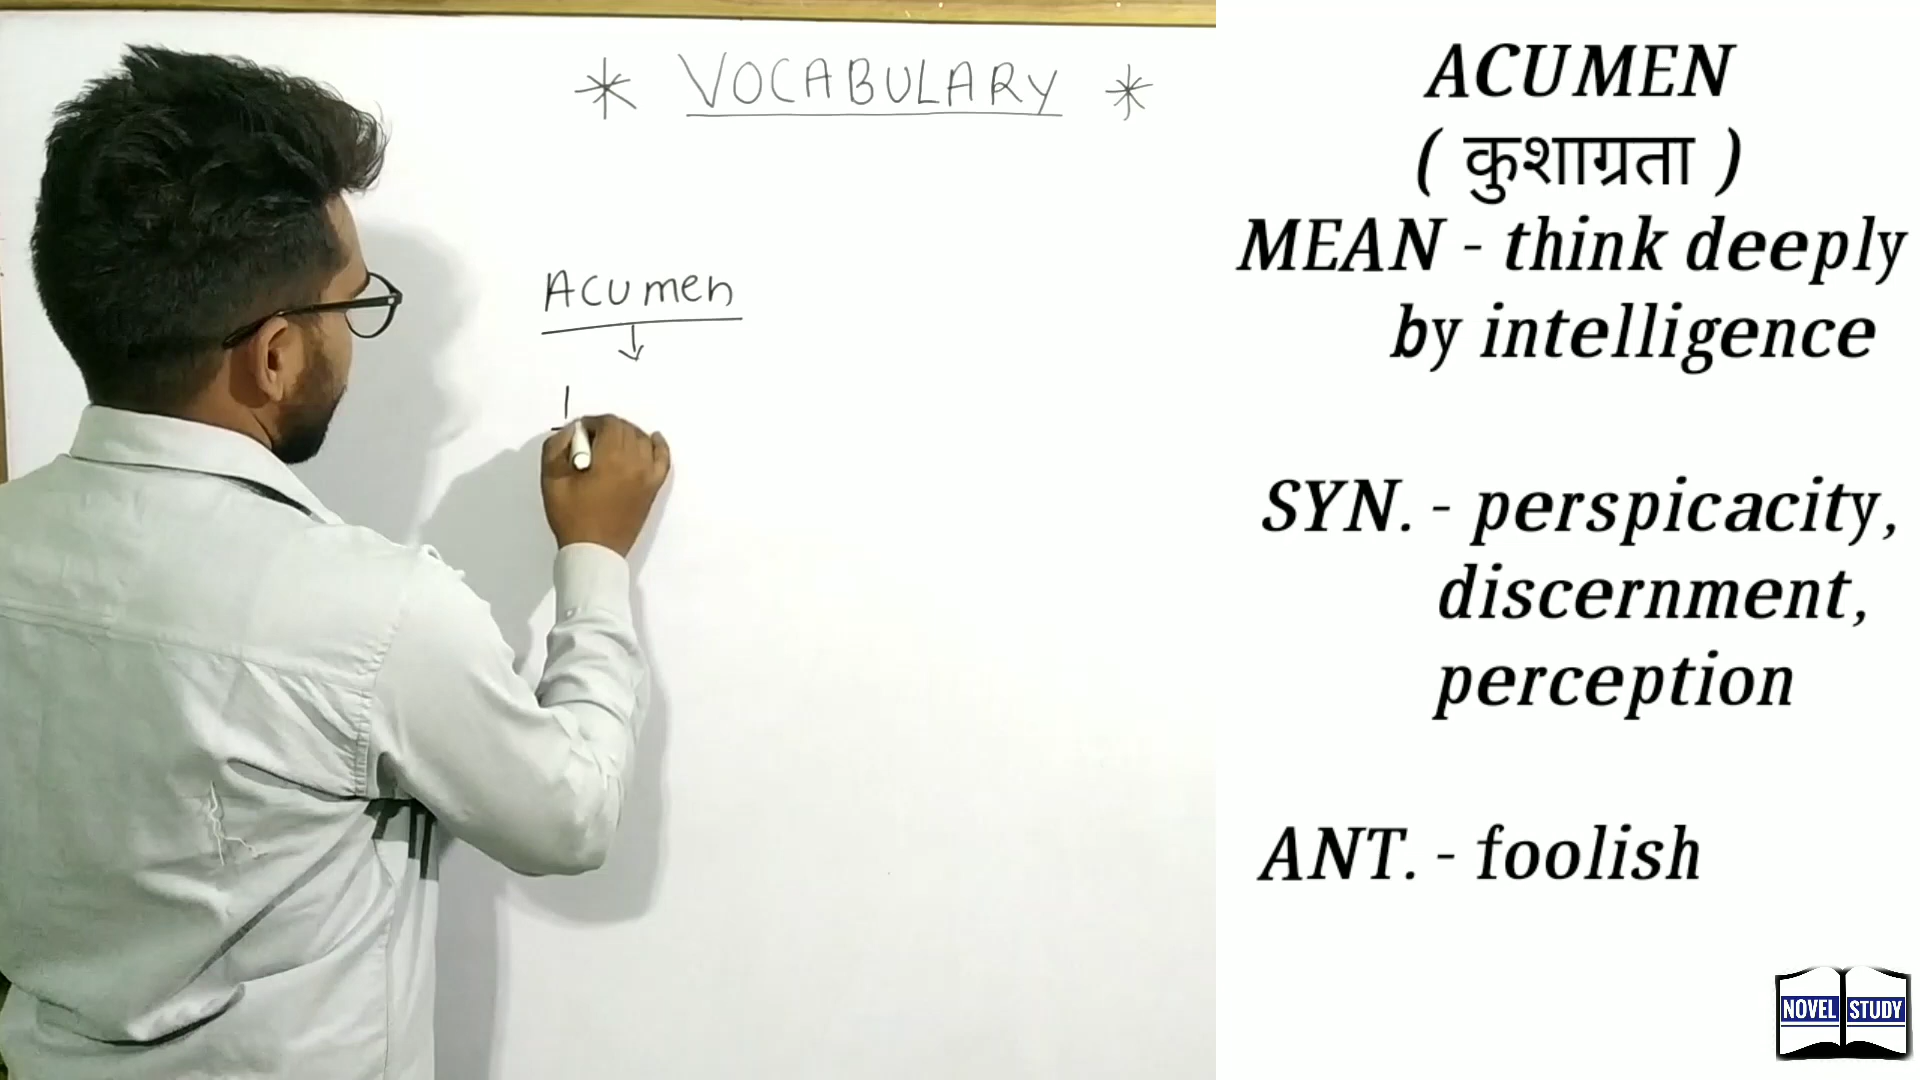 * VOCABULARY *
Acumen
ACUMEN
( कुशाग्रता )
MEAN - think deeply
by intelligence
SYN. - perspicacity,
discernment,
perception
ANT. - foolish
NOVEL STUDY